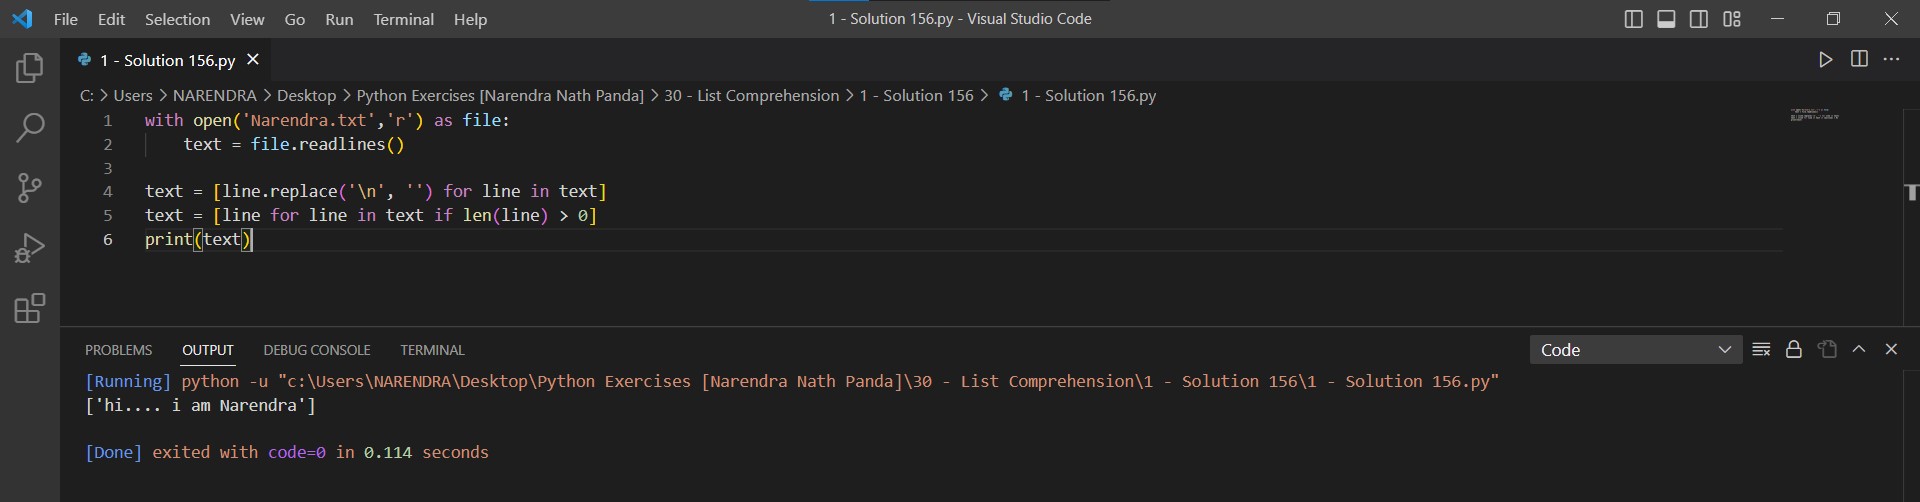 File Edit Selection View Go Run Terminal Help 1 - Solution 156.py - Visual Studio Code
1 - Solution 156.py
C: > Users > NARENDRA > Desktop > Python Exercises [Narendra Nath Panda] > 30 - List Comprehension > 1 - Solution 156 > 1 - Solution 156.py
1 with open('Narendra.txt','r') as file:
2     text = file.readlines()
3
4 text = [line.replace('\n', '') for line in text]
5 text = [line for line in text if len(line) > 0]
6 print(text)
PROBLEMS OUTPUT DEBUG CONSOLE TERMINAL Code
[Running] python -u "c:\Users\NARENDRA\Desktop\Python Exercises [Narendra Nath Panda]\30 - List Comprehension\1 - Solution 156\1 - Solution 156.py"
['hi.... i am Narendra']
[Done] exited with code=0 in 0.114 seconds